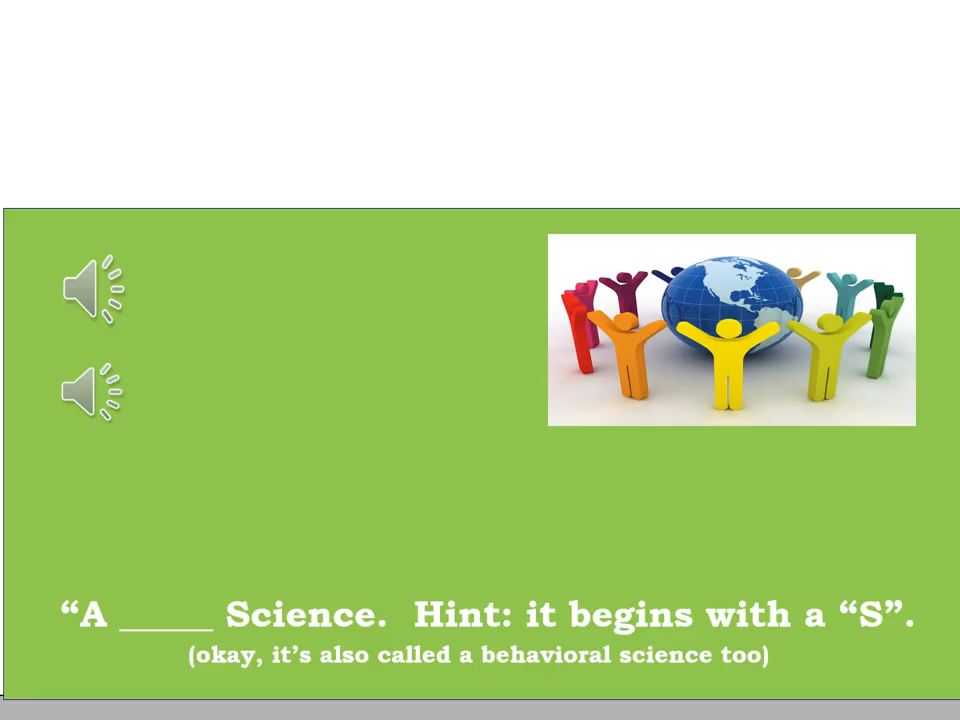 “A _____ Science.  Hint: it begins with a “S”.
(okay, it’s also called a behavioral science too)